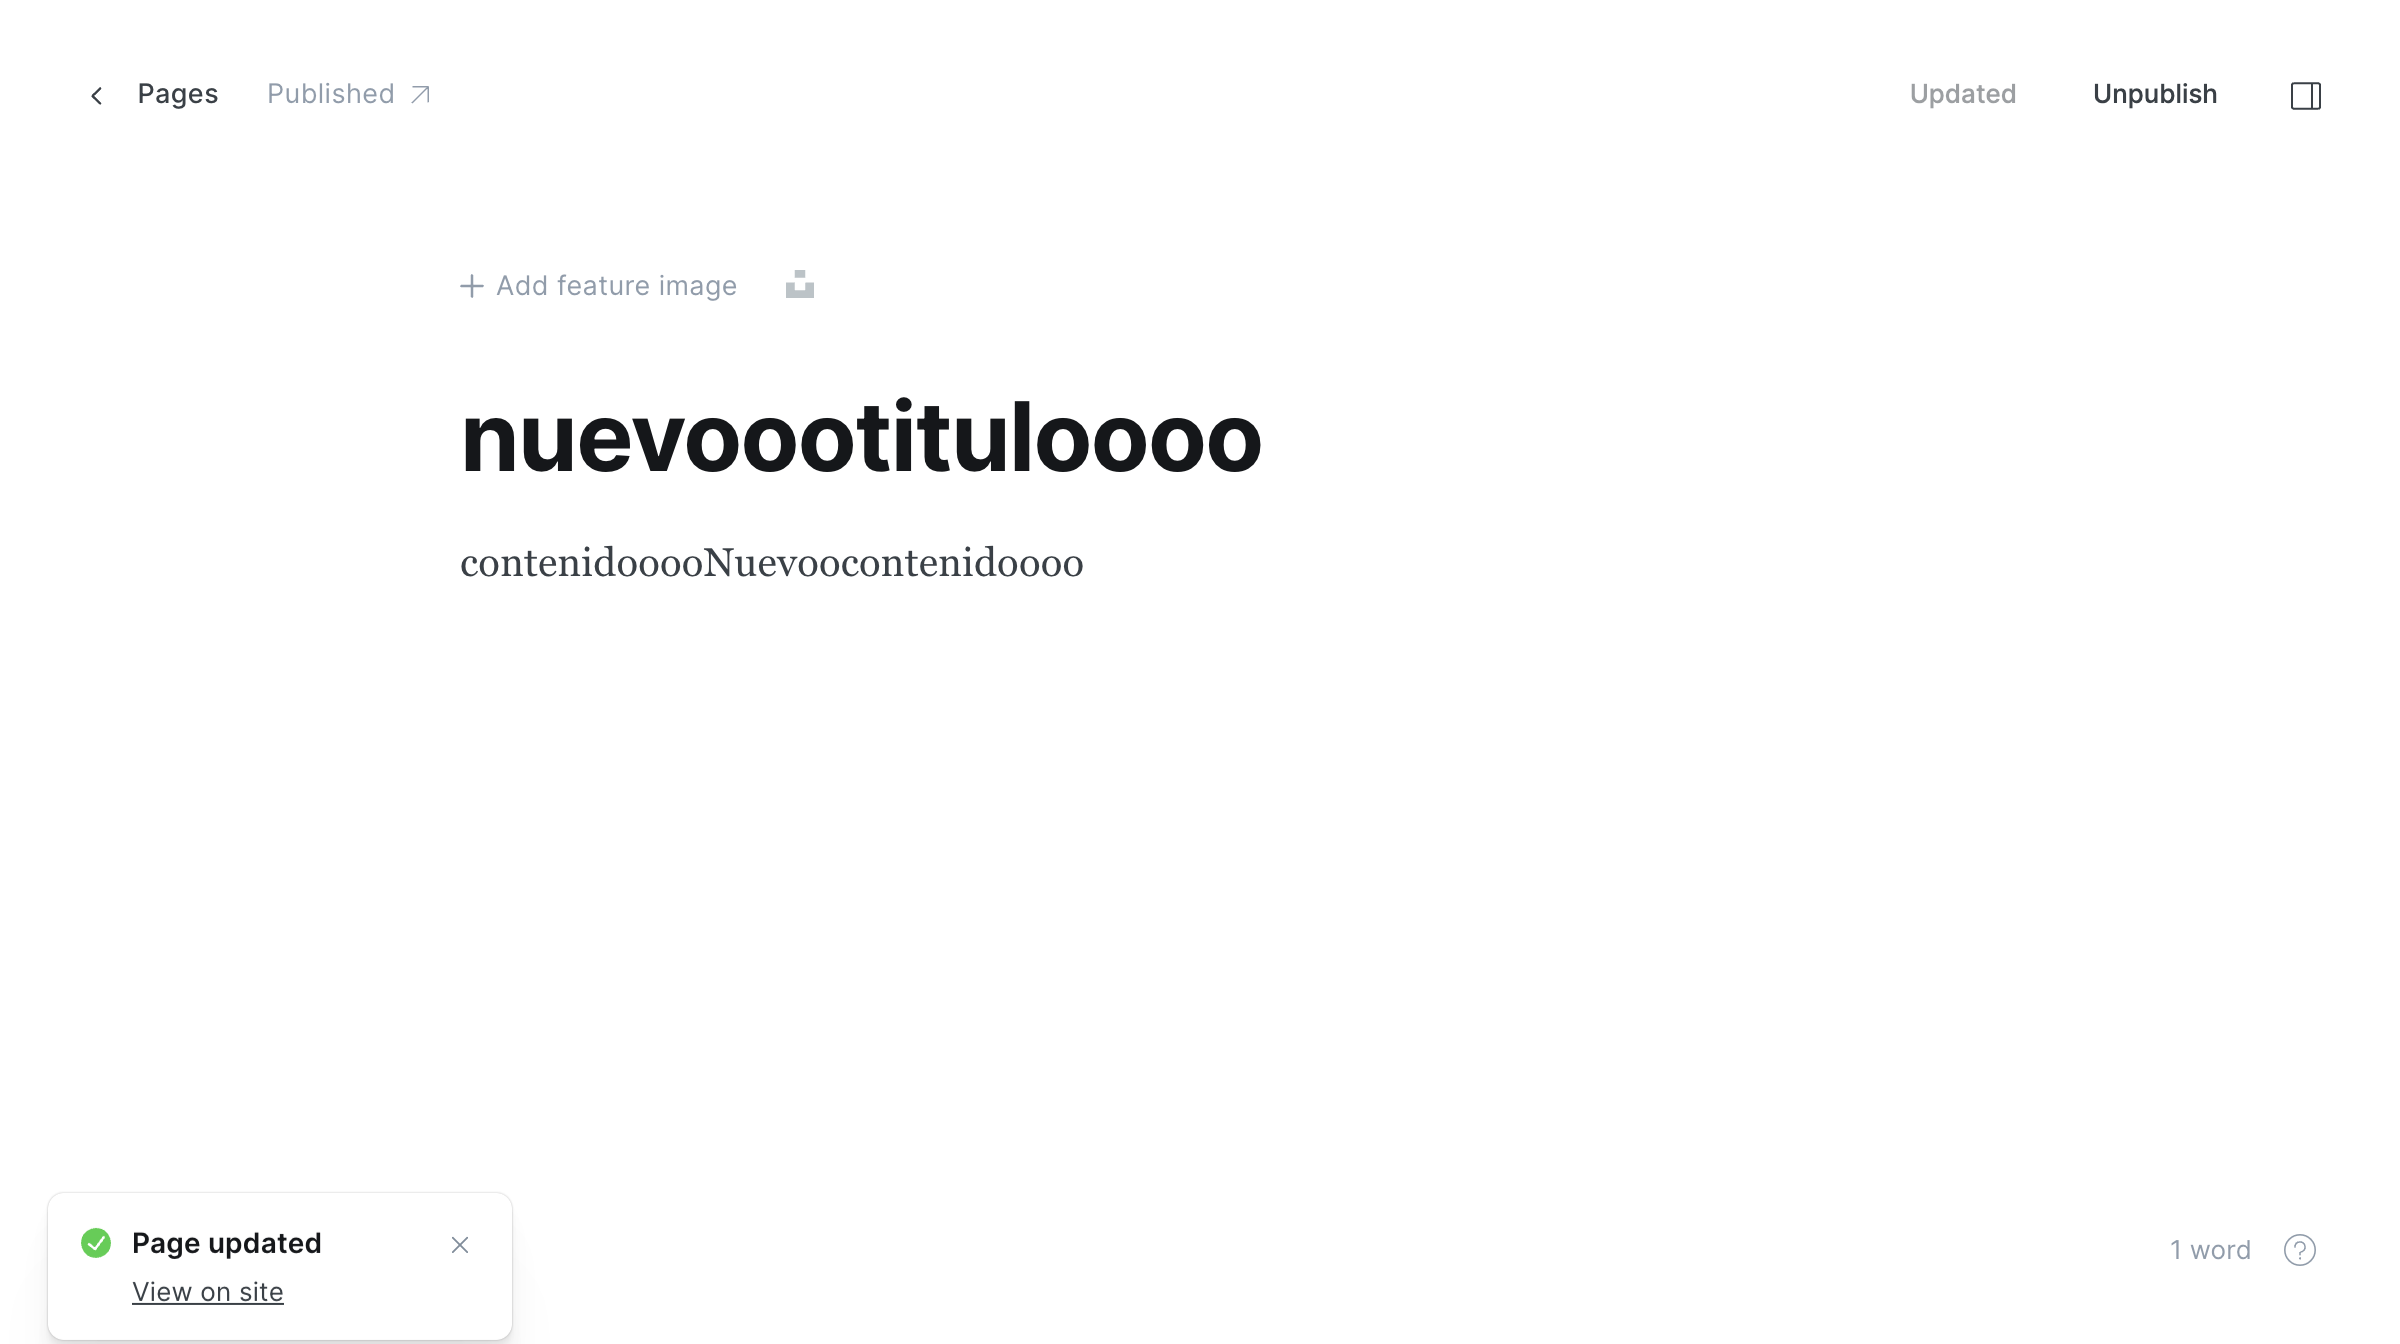 Pages
Published
Updated
Unpublish
Add feature image
nuevoootituloooo
contenidooooNuevoocontenidoooo
Page updated
View on site
1 word
?